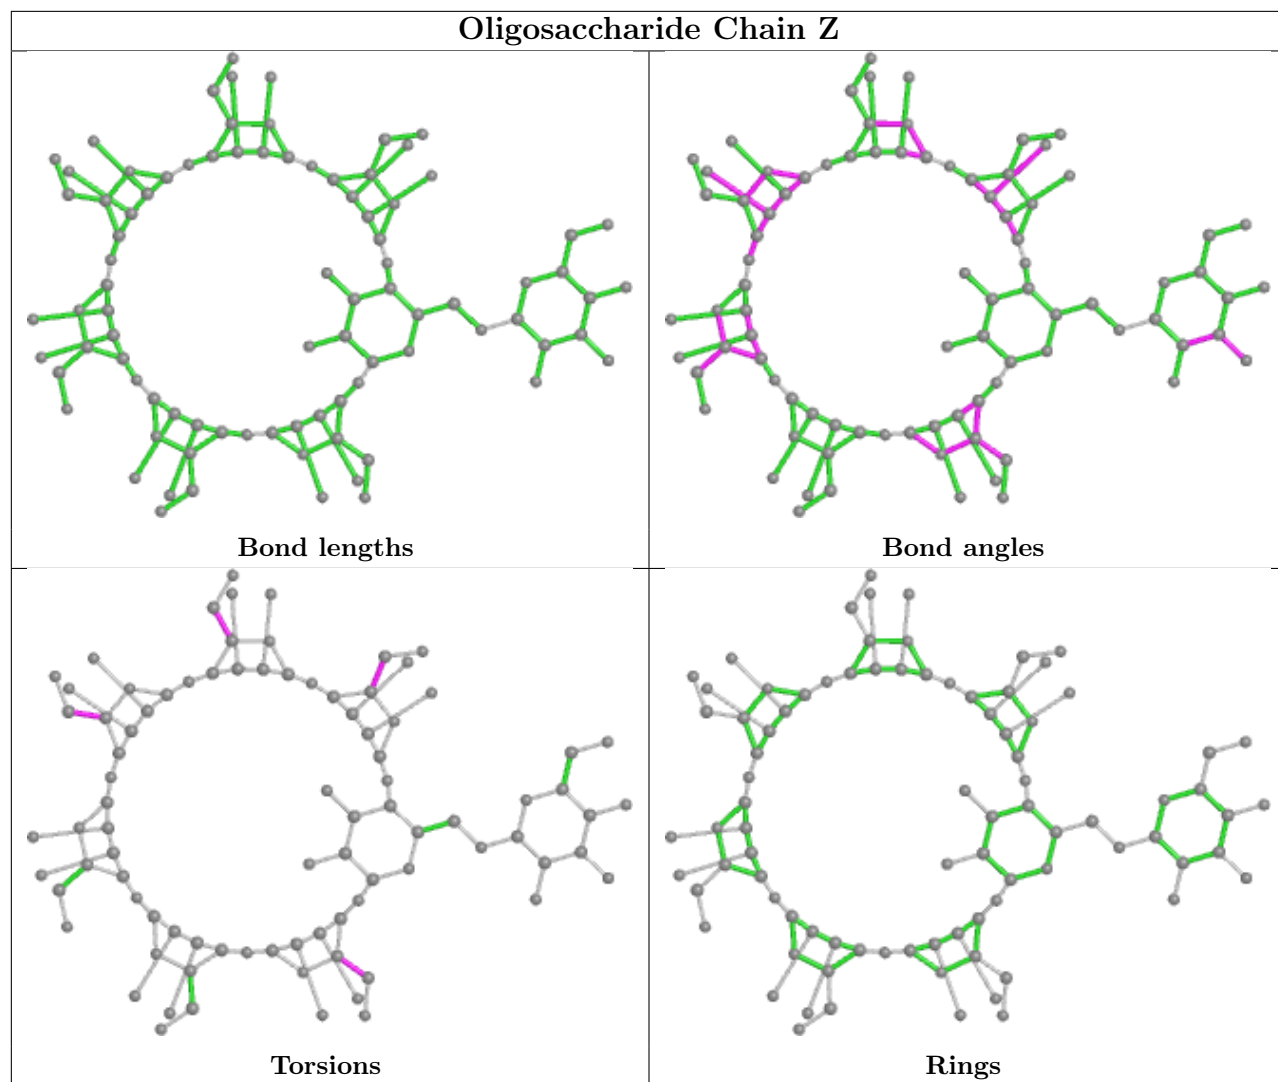 Oligosaccharide Chain Z
Bond lengths
Bond angles
Torsions
Rings